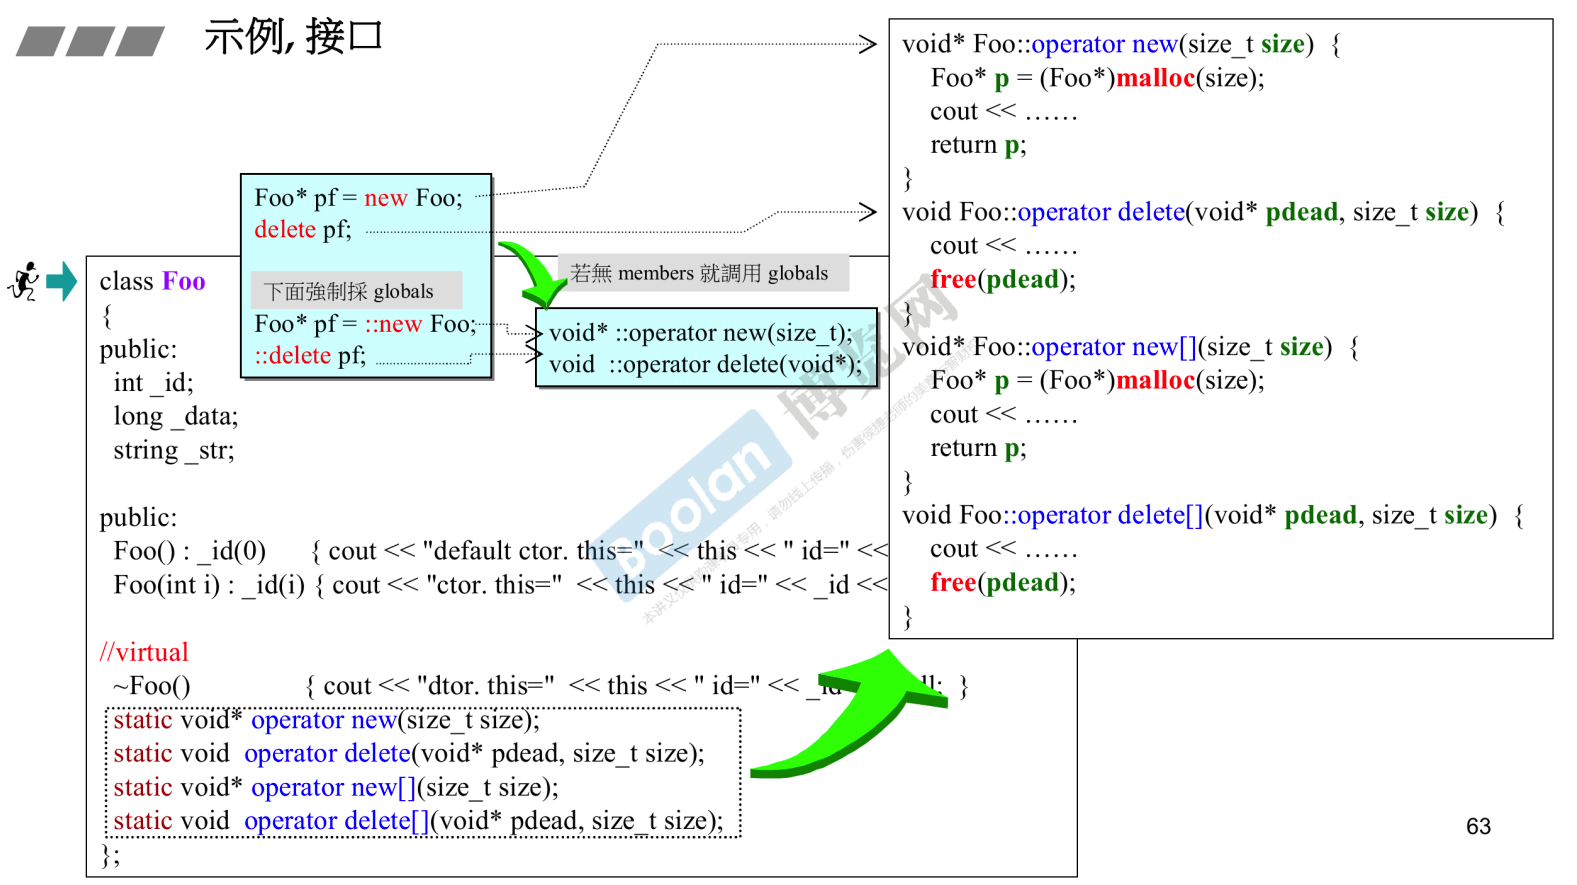 示例, 接口
void* Foo::operator new(size_t size) {
Foo* p = (Foo*)malloc(size);
cout << ……
return p;
}
void Foo::operator delete(void* pdead, size_t size) {
cout << ……
free(pdead);
}
void* Foo::operator new[](size_t size) {
Foo* p = (Foo*)malloc(size);
cout << ……
return p;
}
void Foo::operator delete[](void* pdead, size_t size) {
cout << ……
free(pdead);
}
Foo* pf = new Foo;
delete pf;
下面強制採 globals
Foo* pf = ::new Foo;
::delete pf;
若無 members 就調用 globals
void* ::operator new(size_t);
void ::operator delete(void*);
class Foo
{
public:
int _id;
long _data;
string _str;
public:
Foo() : _id(0) { cout << "default ctor. this=" << this << " id=" <<
Foo(int i) : _id(i) { cout << "ctor. this=" << this << " id=" << _id <<
//virtual
~Foo() { cout << "dtor. this=" << this << " id=" << _id ll; }
static void* operator new(size_t size);
static void operator delete(void* pdead, size_t size);
static void* operator new[](size_t size);
static void operator delete[](void* pdead, size_t size);
};
Boolan 博览网
63